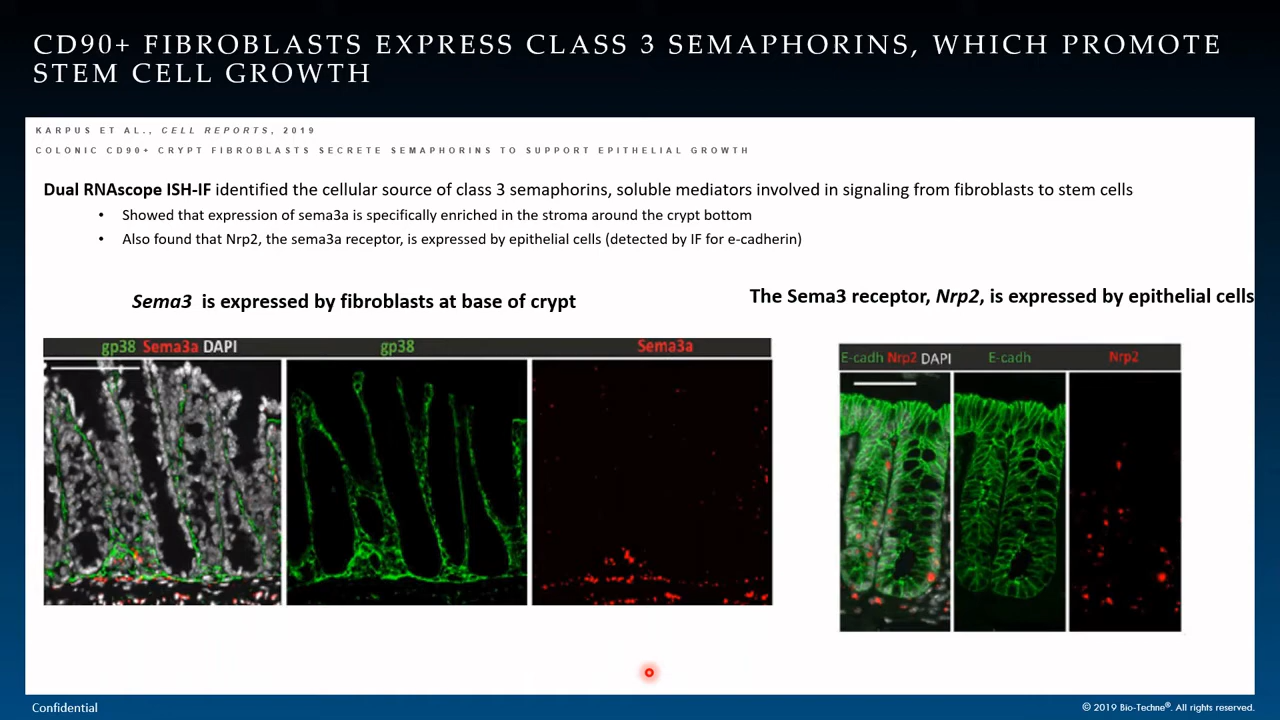 CD90+ FIBROBLASTS EXPRESS CLASS 3 SEMAPHORINS, WHICH PROMOTE
STEM CELL GROWTH
KARPUS ET AL., CELL REPORTS, 2019
COLONIC CD90+ CRYPT FIBROBLASTS SECRETE SEMAPHORINS TO SUPPORT EPITHELIAL GROWTH
Dual RNAscope ISH-IF identified the cellular source of class 3 semaphorins, soluble mediators involved in signaling from fibroblasts to stem cells
• Showed that expression of sema3a is specifically enriched in the stroma around the crypt bottom
• Also found that Nrp2, the sema3a receptor, is expressed by epithelial cells (detected by IF for e-cadherin)
Sema3 is expressed by fibroblasts at base of crypt
The Sema3 receptor, Nrp2, is expressed by epithelial cells
gp38 Sema3a DAPI
gp38
Sema3a
E-cadh Nrp2 DAPI
E-cadh
Nrp2
Confidential
© 2019 Bio-Techne®. All rights reserved.